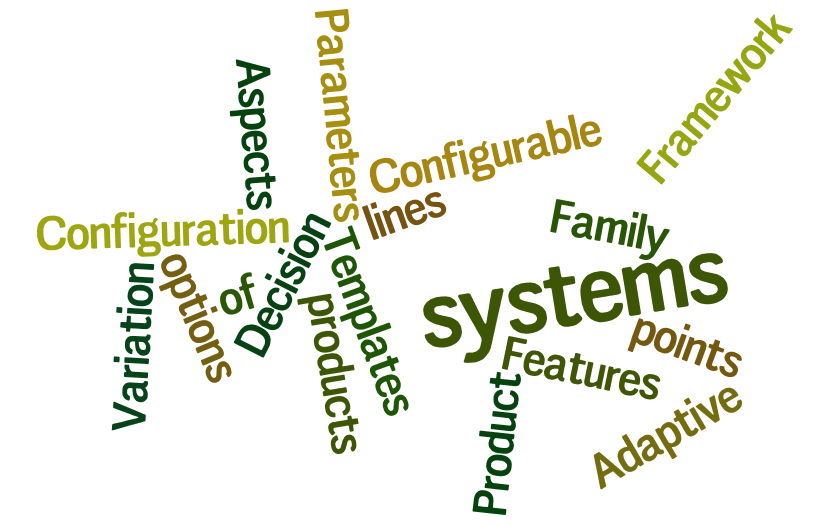 Parameters
Framework
Aspects
Configurable
lines
Configuration
Family
Decision
of
options
Variation
Templates
products
systems
points
Features
Product
Adaptive